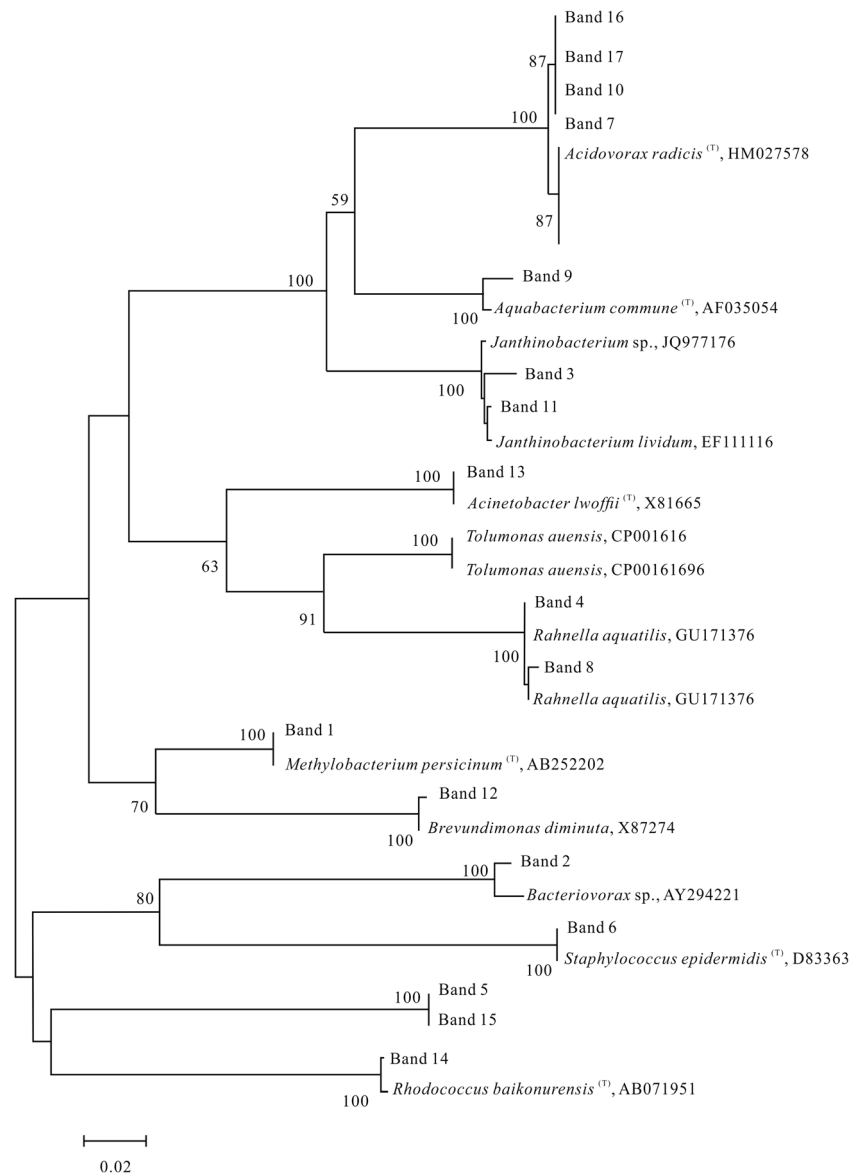 Band 16
Band 17
87
Band 10
100
Band 7
Acidovorax radicis (T), HM027578
59
87
Band 9
100
Aquabacterium commune (T), AF035054
100
Janthinobacterium sp., JQ977176
Band 3
100
Band 11
Janthinobacterium lividum, EF111116
Band 13
100
Acinetobacter lwoffii (T), X81665
Tolumonas auensis, CP001616
100
63
Tolumonas auensis, CP00161696
Band 4
91
Rahnella aquatilis, GU171376
100
Band 8
Rahnella aquatilis, GU171376
Band 1
100
Methylobacterium persicinum (T), AB252202
Band 12
70
Brevundimonas diminuta, X87274
100
Band 2
100
Bacteriovorax sp., AY294221
80
Band 6
Staphylococcus epidermidis (T), D83363
100
Band 5
100
Band 15
Band 14
Rhodococcus baikonurensis (T), AB071951
100
0.02